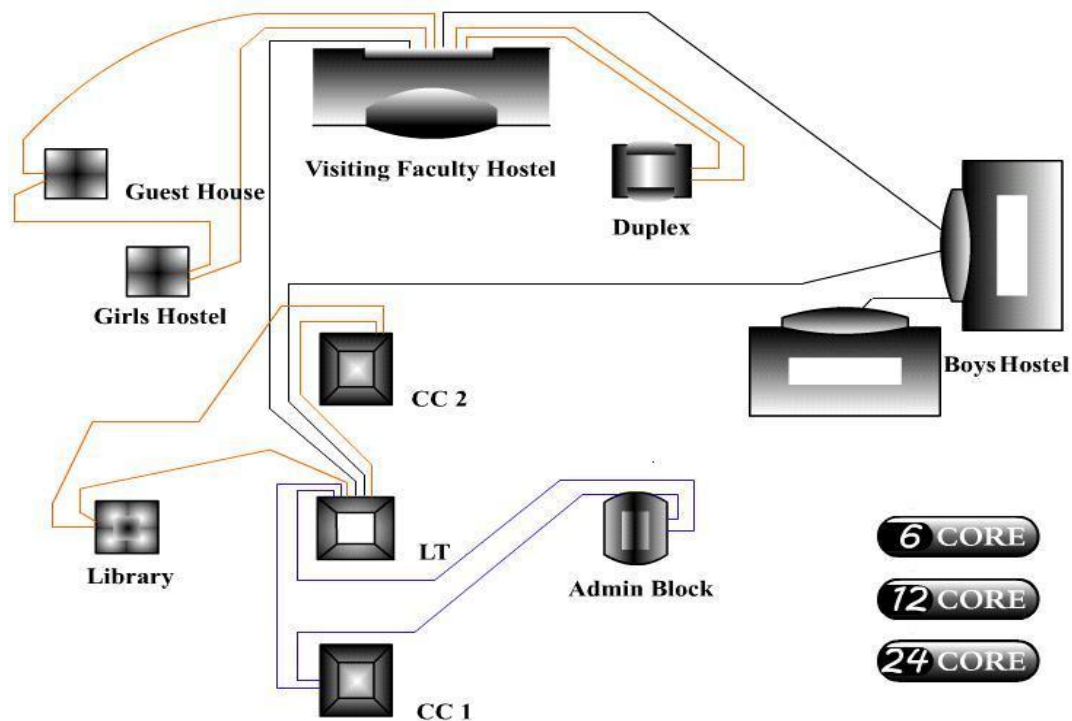 Visiting Faculty Hostel
Guest House
Duplex
Girls Hostel
Boys Hostel
CC 2
LT
Library
Admin Block
6 CORE
12 CORE
24 CORE
CC 1